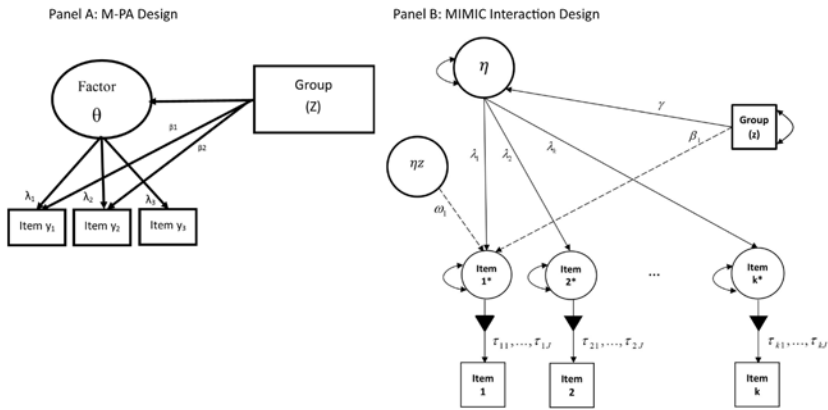 Panel A: M-PA Design
Factor
θ
Group
(Z)
β1
β2
λ1
λ2
λ3
Item y1
Item y2
Item y3
Panel B: MIMIC Interaction Design
η
γ
Group
(z)
β1
ηz
λ1
λ2
ω1
Item
1*
Item
2*
...
Item
k*
τ11,...,τ1J
τ21,...,τ2J
τk1,...,τkJ
Item
1
Item
2
Item
k